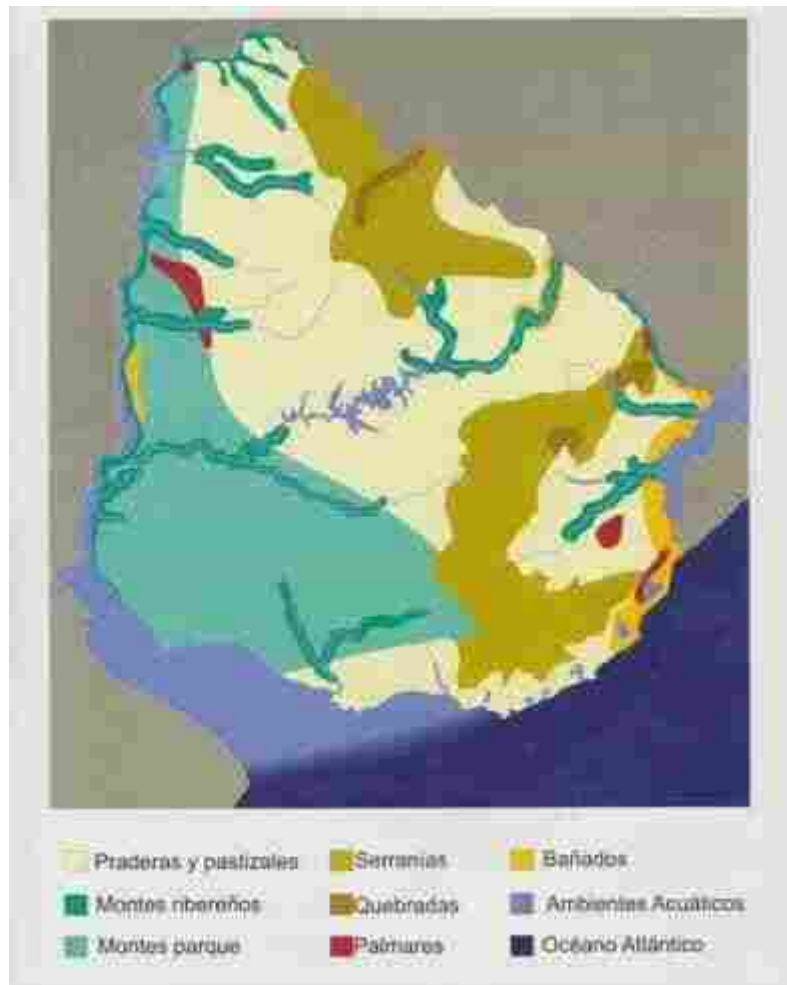 Praderas y pastizales
Serranías
Bañados
Montes ribereños
Quebradas
Ambientes Acuáticos
Montes parque
Palmares
Océano Atlántico